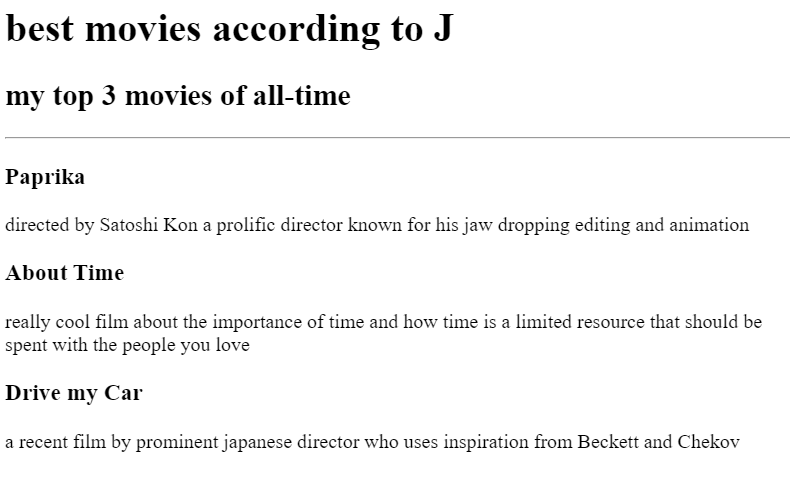 best movies according to J
my top 3 movies of all-time
Paprika
directed by Satoshi Kon a prolific director known for his jaw dropping editing and animation
About Time
really cool film about the importance of time and how time is a limited resource that should be
spent with the people you love
Drive my Car
a recent film by prominent japanese director who uses inspiration from Beckett and Chekov